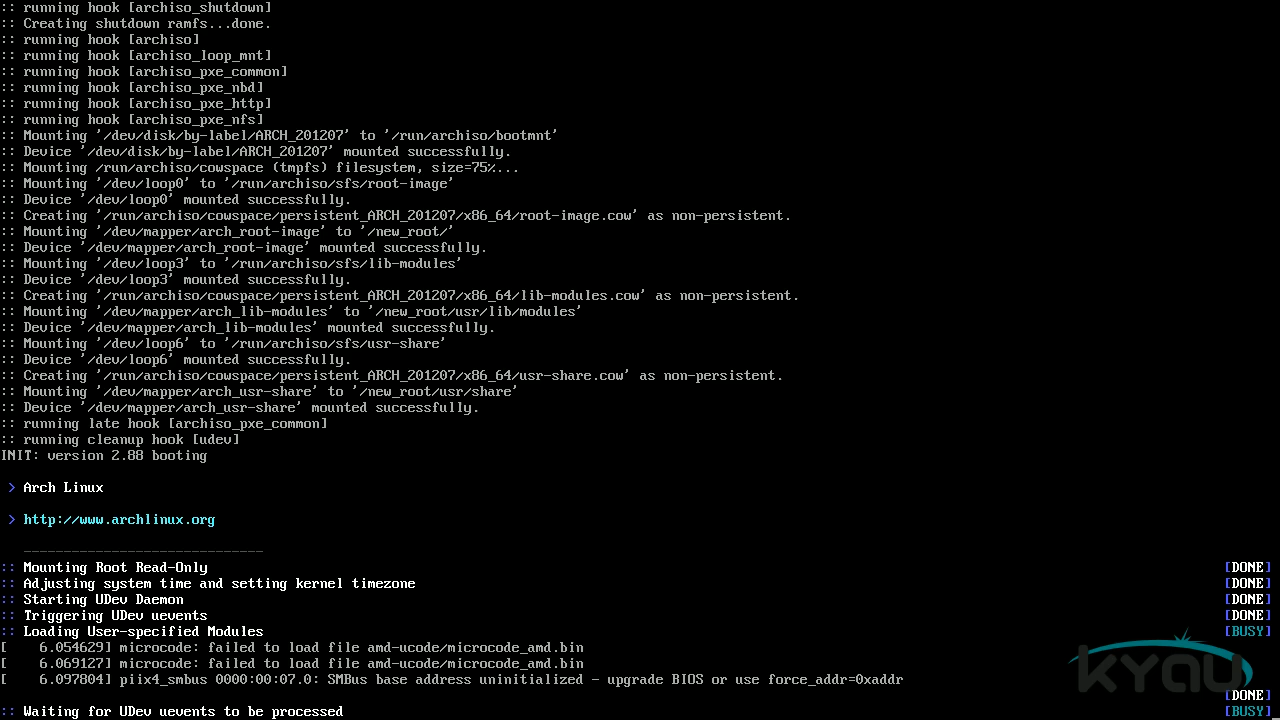 :: running hook [archiso_shutdown]
:: Creating shutdown ramfs...done.
:: running hook [archiso]
:: running hook [archiso_loop_mnt]
:: running hook [archiso_pxe_common]
:: running hook [archiso_pxe_nbd]
:: running hook [archiso_pxe_http]
:: running hook [archiso_pxe_nfs]
:: Mounting '/dev/disk/by-label/ARCH_201207' to '/run/archiso/bootmnt'
:: Device '/dev/disk/by-label/ARCH_201207' mounted successfully.
:: Mounting /run/archiso/cowspace (tmpfs) filesystem, size=75%...
:: Mounting '/dev/loop0' to '/run/archiso/sfs/root-image'
:: Device '/dev/loop0' mounted successfully.
:: Creating '/run/archiso/cowspace/persistent_ARCH_201207/x86_64/root-image.cow' as non-persistent.
:: Mounting '/dev/mapper/arch_root-image' to '/new_root/'
:: Device '/dev/mapper/arch_root-image' mounted successfully.
:: Mounting '/dev/loop3' to '/run/archiso/sfs/lib-modules'
:: Device '/dev/loop3' mounted successfully.
:: Creating '/run/archiso/cowspace/persistent_ARCH_201207/x86_64/lib-modules.cow' as non-persistent.
:: Mounting '/dev/mapper/arch_lib-modules' to '/new_root/usr/lib/modules'
:: Device '/dev/mapper/arch_lib-modules' mounted successfully.
:: Mounting '/dev/loop6' to '/run/archiso/sfs/usr-share'
:: Device '/dev/loop6' mounted successfully.
:: Creating '/run/archiso/cowspace/persistent_ARCH_201207/x86_64/usr-share.cow' as non-persistent.
:: Mounting '/dev/mapper/arch_usr-share' to '/new_root/usr/share'
:: Device '/dev/mapper/arch_usr-share' mounted successfully.
:: running late hook [archiso_pxe_common]
:: running cleanup hook [udev]
INIT: version 2.88 booting
> Arch Linux
> http://www.archlinux.org
------------------------------
:: Mounting Root Read-Only [DONE]
:: Adjusting system time and setting kernel timezone [DONE]
:: Starting UDev Daemon [DONE]
:: Triggering UDev uevents [DONE]
:: Loading User-specified Modules [BUSY]
[    6.054629] microcode: failed to load file amd-ucode/microcode_amd.bin
[    6.069127] microcode: failed to load file amd-ucode/microcode_amd.bin
[    6.097804] piix4_smbus 0000:00:07.0: SMBus base address uninitialized - upgrade BIOS or use force_addr=0xaddr
[DONE]
:: Waiting for UDev uevents to be processed [BUSY]
kyau